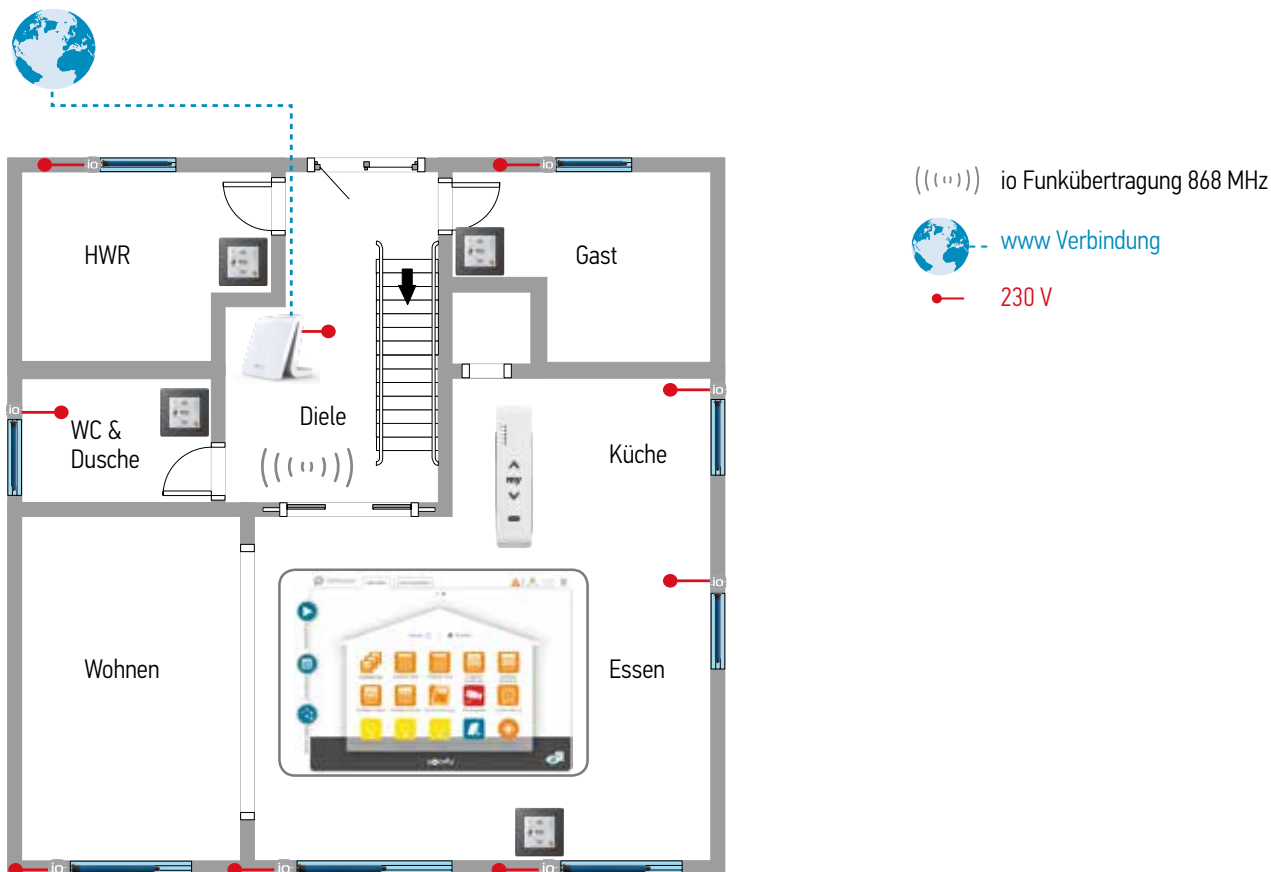 io
io
io Funkübertragung 868 MHz
www Verbindung
230 V
HWR
Gast
io
io
WC &
Dusche
Diele
Küche
my
io
Wohnen
Essen
somfy
io
io
io